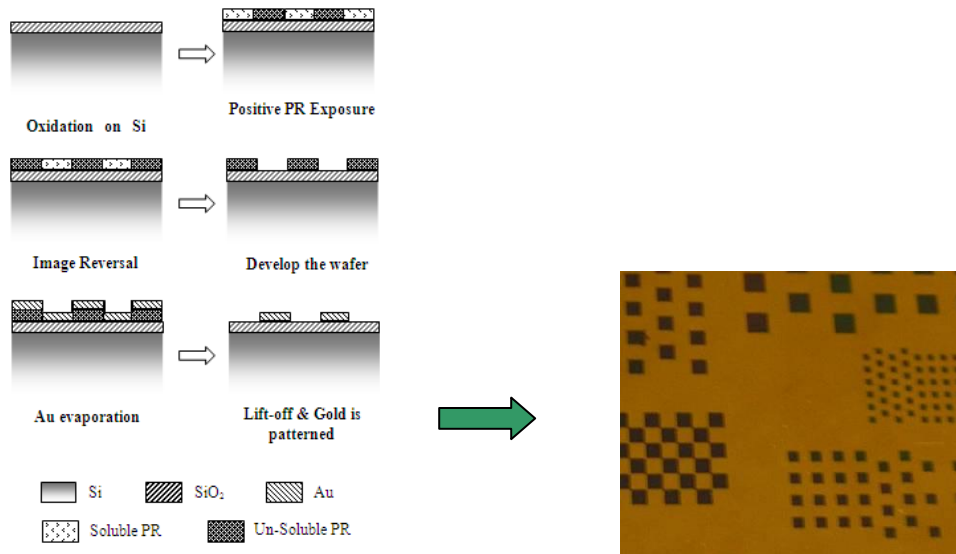 Oxidation on Si
Positive PR Exposure
Image Reversal
Develop the wafer
Au evaporation
Lift-off & Gold is
patterned
Si
SiO₂
Au
Soluble PR
Un-Soluble PR